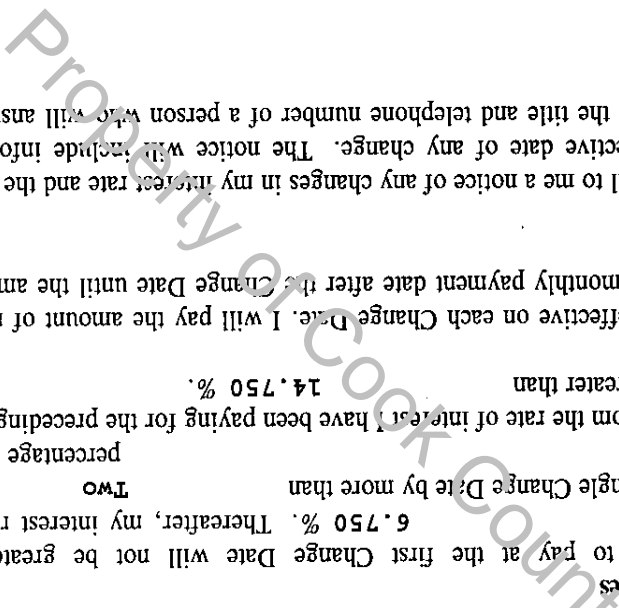 es
to pay at the first Change Date will not be greate
6.750 %. Thereafter, my interest r
ngle Change Date by more than TWO
percentage
om the rate of interest I have been paying for the preceding
reater than 14.750 %.
effective on each Change Date. I will pay the amount of
monthly payment date after the Change Date until the am
l to me a notice of any changes in my interest rate and the
ective date of any change. The notice will include info
the title and telephone number of a person who will ans
Property of Cook Count